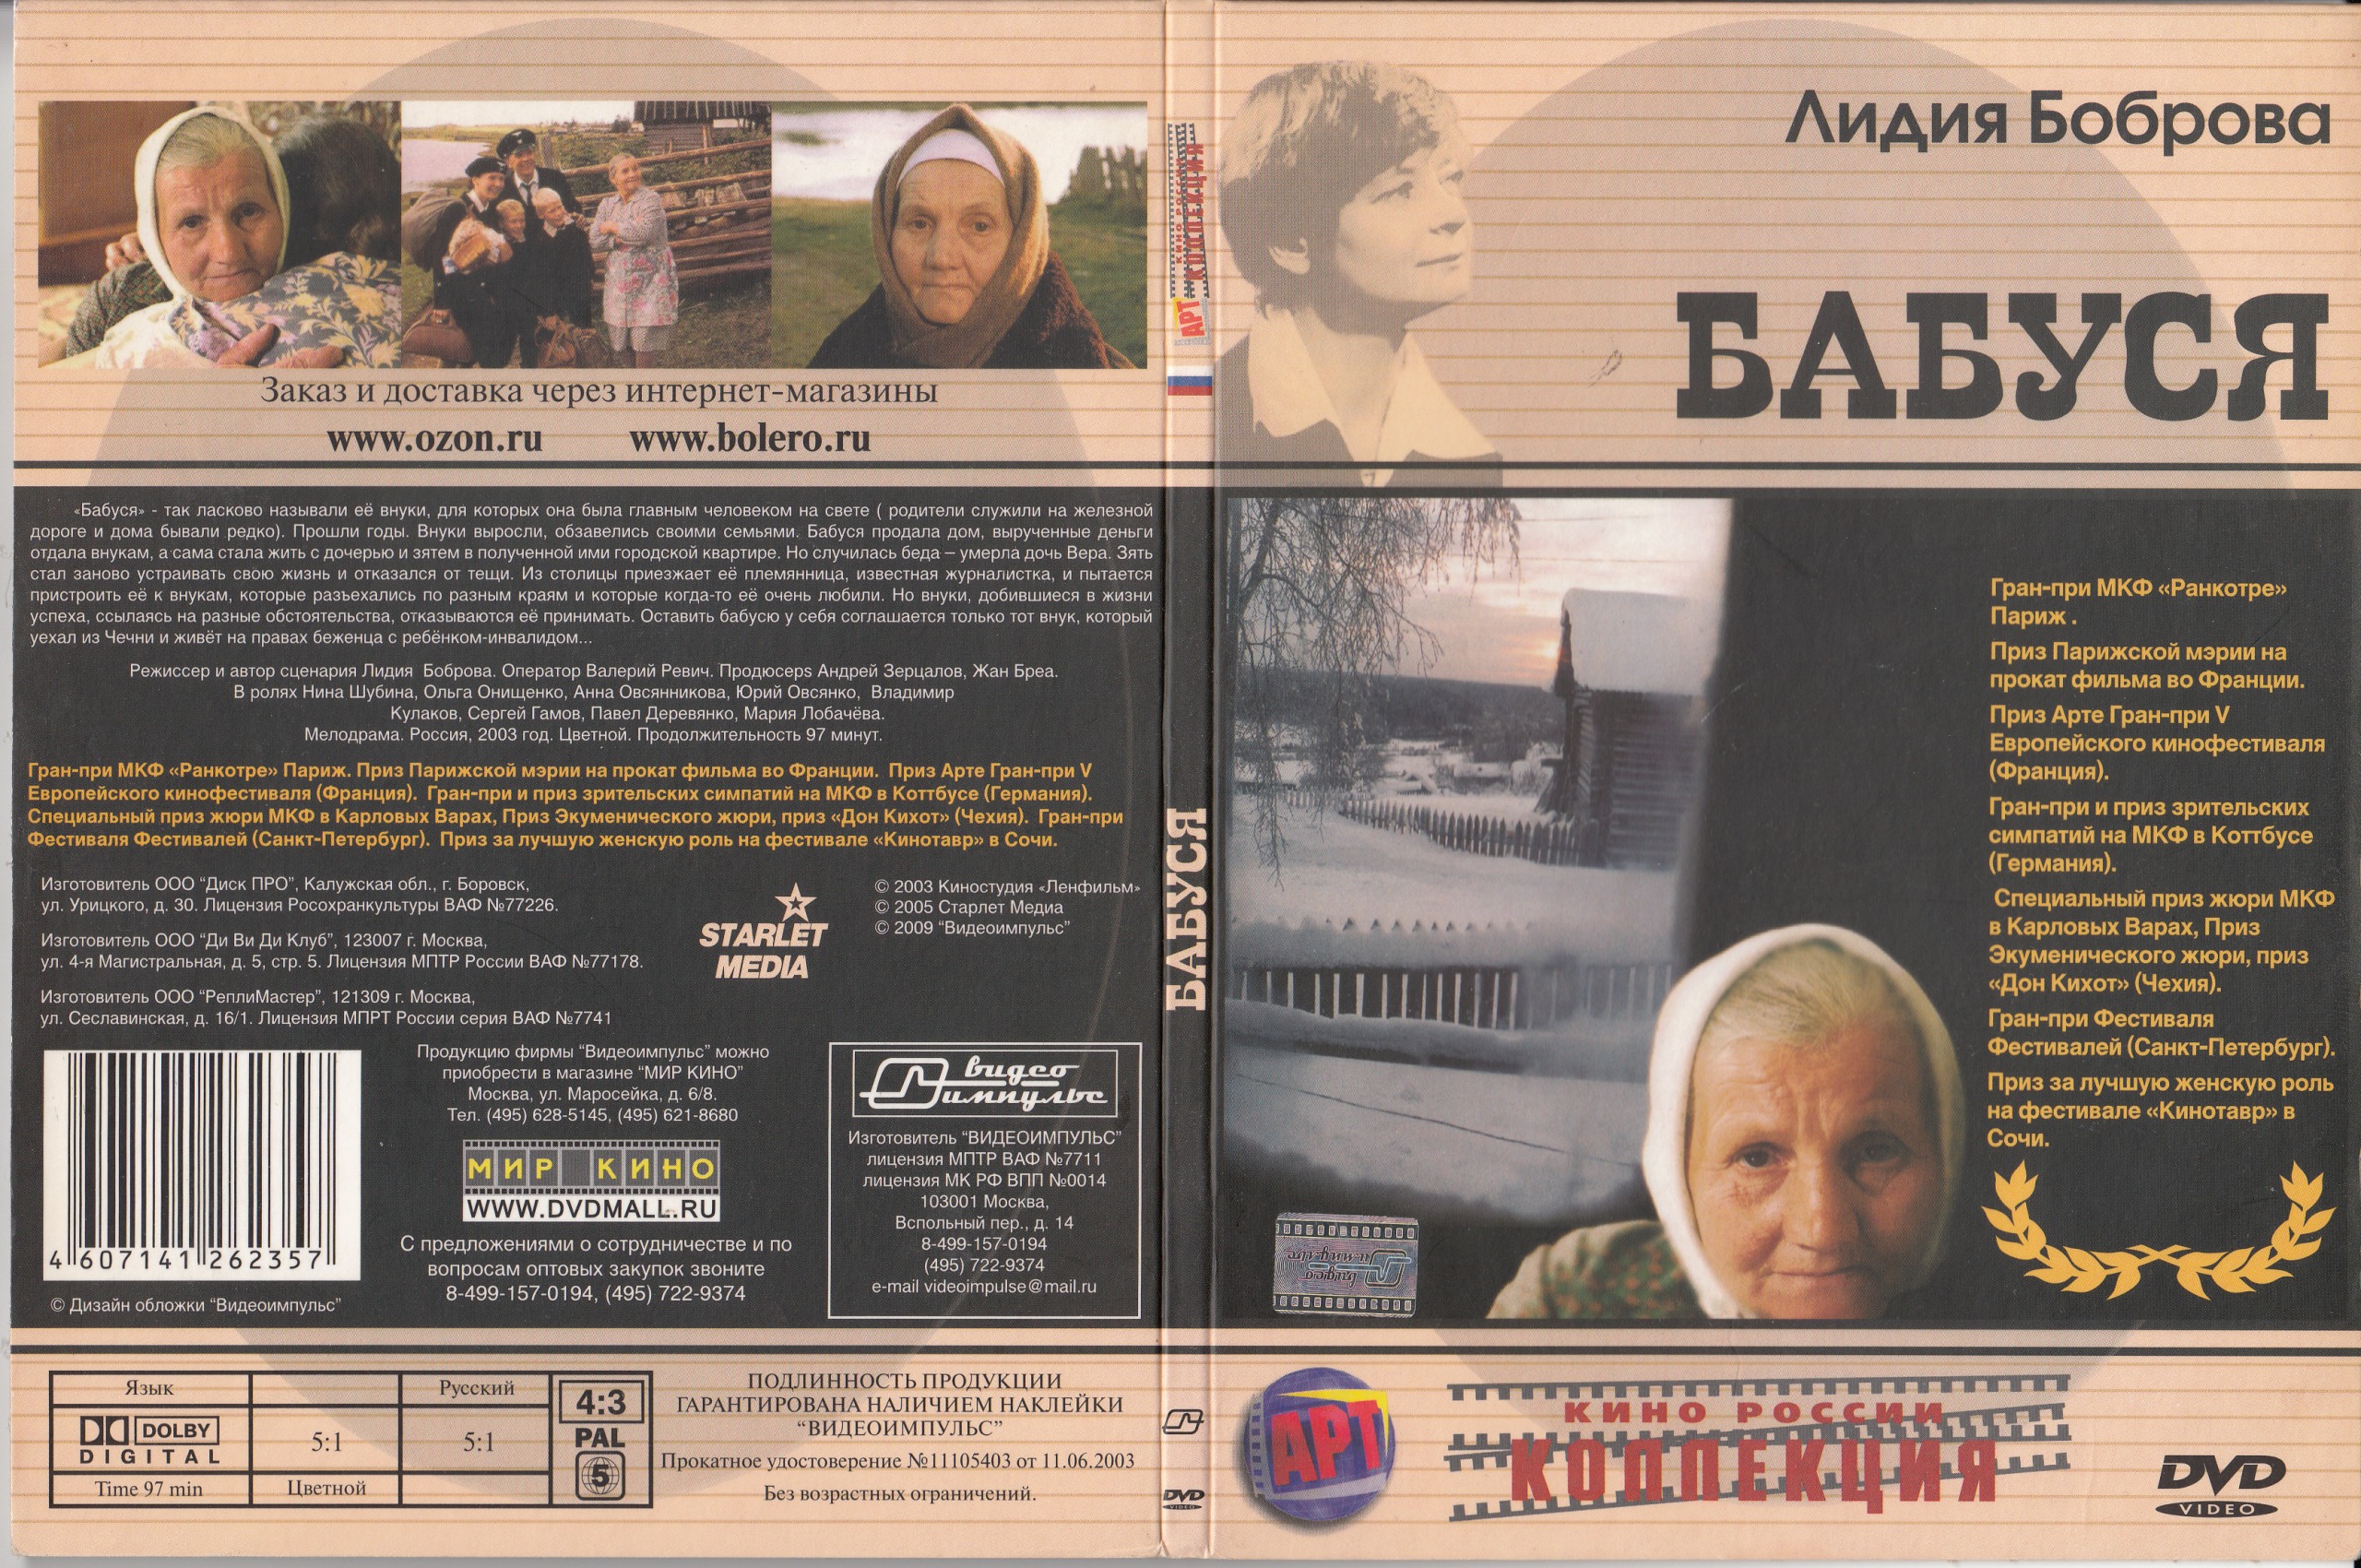 Заказ и доставка через интернет-магазины
www.ozon.ru www.bolero.ru
«Бабуся» - так ласково называли её внуки, для которых она была главным человеком на свете ( родители служили на железной
дороге и дома бывали редко). Прошли годы. Внуки выросли, обзавелись своими семьями. Бабуся продала дом, вырученные деньги
отдала внукам, а сама стала жить с дочерью и зятем в полученной ими городской квартире. Но случилась беда – умерла дочь Вера. Зять
стал заново устраивать свою жизнь и отказался от тещи. Из столицы приезжает её племянница, известная журналистка, и пытается
пристроить её к внукам, которые разъехались по разным краям и которые когда-то её очень любили. Но внуки, добившиеся в жизни
успеха, ссылаясь на разные обстоятельства, отказываются её принимать. Оставить бабусю у себя соглашается только тот внук, который
уехал из Чечни и живёт на правах беженца с ребёнком-инвалидом...
Режиссер и автор сценария Лидия Боброва. Оператор Валерий Ревич. Продюсерs Андрей Зерцалов, Жан Бреа.
В ролях Нина Шубина, Ольга Онищенко, Анна Овсянникова, Юрий Овсянко, Владимир
Кулаков, Сергей Гамов, Павел Деревянко, Мария Лобачёва.
Мелодрама. Россия, 2003 год. Цветной. Продолжительность 97 минут.
Гран-при МКФ «Ранкотре» Париж. Приз Парижской мэрии на прокат фильма во Франции. Приз Арте Гран-при V
Европейского кинофестиваля (Франция). Гран-при и приз зрительских симпатий на МКФ в Коттбусе (Германия).
Специальный приз жюри МКФ в Карловых Варах, Приз Экуменического жюри, приз «Дон Кихот» (Чехия). Гран-при
Фестиваля Фестивалей (Санкт-Петербург). Приз за лучшую женскую роль на фестивале «Кинотавр» в Сочи.
Изготовитель ООО “Диск ПРО”, Калужская обл., г. Боровск,
ул. Урицкого, д. 30. Лицензия Росохранкультуры ВАФ №77226.
Изготовитель ООО “Ди Ви Ди Клуб”, 123007 г. Москва,
ул. 4-я Магистральная, д. 5, стр. 5. Лицензия МПТР России ВАФ №77178.
Изготовитель ООО “РеплиМастер”, 121309 г. Москва,
ул. Сеславинская, д. 16/1. Лицензия МПРТ России серия ВАФ №7741
STARLET
MEDIA
© 2003 Киностудия «Ленфильм»
© 2005 Старлет Медиа
© 2009 “Видеоимпульс”
4 607141 262357
© Дизайн обложки “Видеоимпульс”
Продукцию фирмы “Видеоимпульс” можно
приобрести в магазине “МИР КИНО”
Москва, ул. Маросейка, д. 6/8.
Тел. (495) 628-5145, (495) 621-8680
МИР КИНО
WWW.DVDMALL.RU
С предложениями о сотрудничестве и по
вопросам оптовых закупок звоните
8-499-157-0194, (495) 722-9374
видео
импульс
Изготовитель “ВИДЕОИМПУЛЬС”
лицензия МПТР ВАФ №7711
лицензия МК РФ ВПП №0014
103001 Москва,
Вспольный пер., д. 14
8-499-157-0194
(495) 722-9374
e-mail videoimpulse@mail.ru
Язык Русский
DOLBY
DIGITAL
5:1 5:1
Time 97 min Цветной
4:3
PAL
5
ПОДЛИННОСТЬ ПРОДУКЦИИ
ГАРАНТИРОВАНА НАЛИЧИЕМ НАКЛЕЙКИ
“ВИДЕОИМПУЛЬС”
Прокатное удостоверение №11105403 от 11.06.2003
Без возрастных ограничений.
АРТ
КИНО РОССИИ
КОЛЛЕКЦИЯ
БАБУСЯ
DVD
VIDEO
Лидия Боброва
БАБУСЯ
Гран-при МКФ «Ранкотре»
Париж .
Приз Парижской мэрии на
прокат фильма во Франции.
Приз Арте Гран-при V
Европейского кинофестиваля
(Франция).
Гран-при и приз зрительских
симпатий на МКФ в Коттбусе
(Германия).
Специальный приз жюри МКФ
в Карловых Варах, Приз
Экуменического жюри, приз
«Дон Кихот» (Чехия).
Гран-при Фестиваля
Фестивалей (Санкт-Петербург).
Приз за лучшую женскую роль
на фестивале «Кинотавр» в
Сочи.
видео
импульс
АРТ
КИНО РОССИИ
КОЛЛЕКЦИЯ
DVD
VIDEO